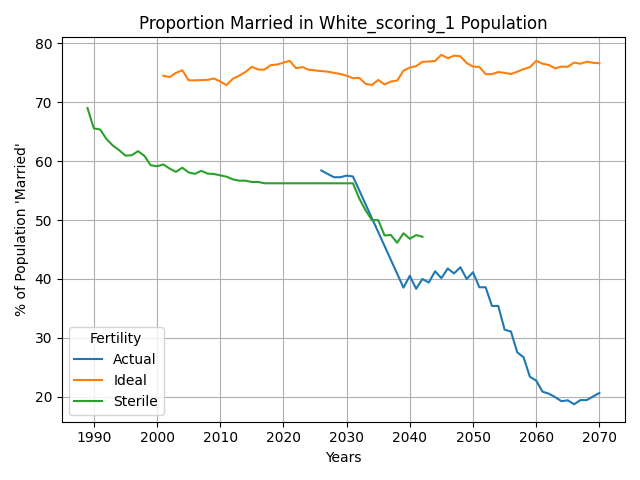 Proportion Married in White_scoring_1 Population
% of Population 'Married'
80
70
60
50
40
30
20
Fertility
Actual
Ideal
Sterile
1990 2000 2010 2020 2030 2040 2050 2060 2070
Years